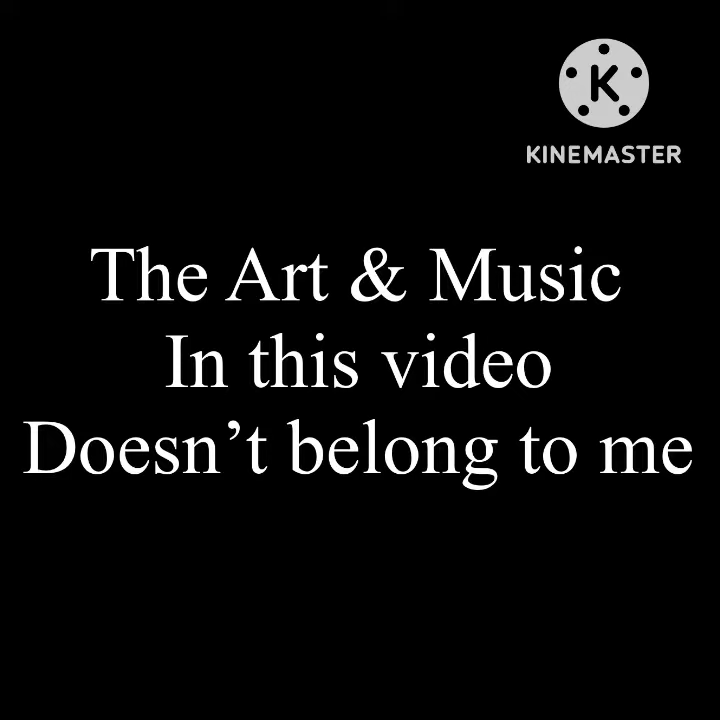 K
KINEMASTER
The Art & Music
In this video
Doesn’t belong to me